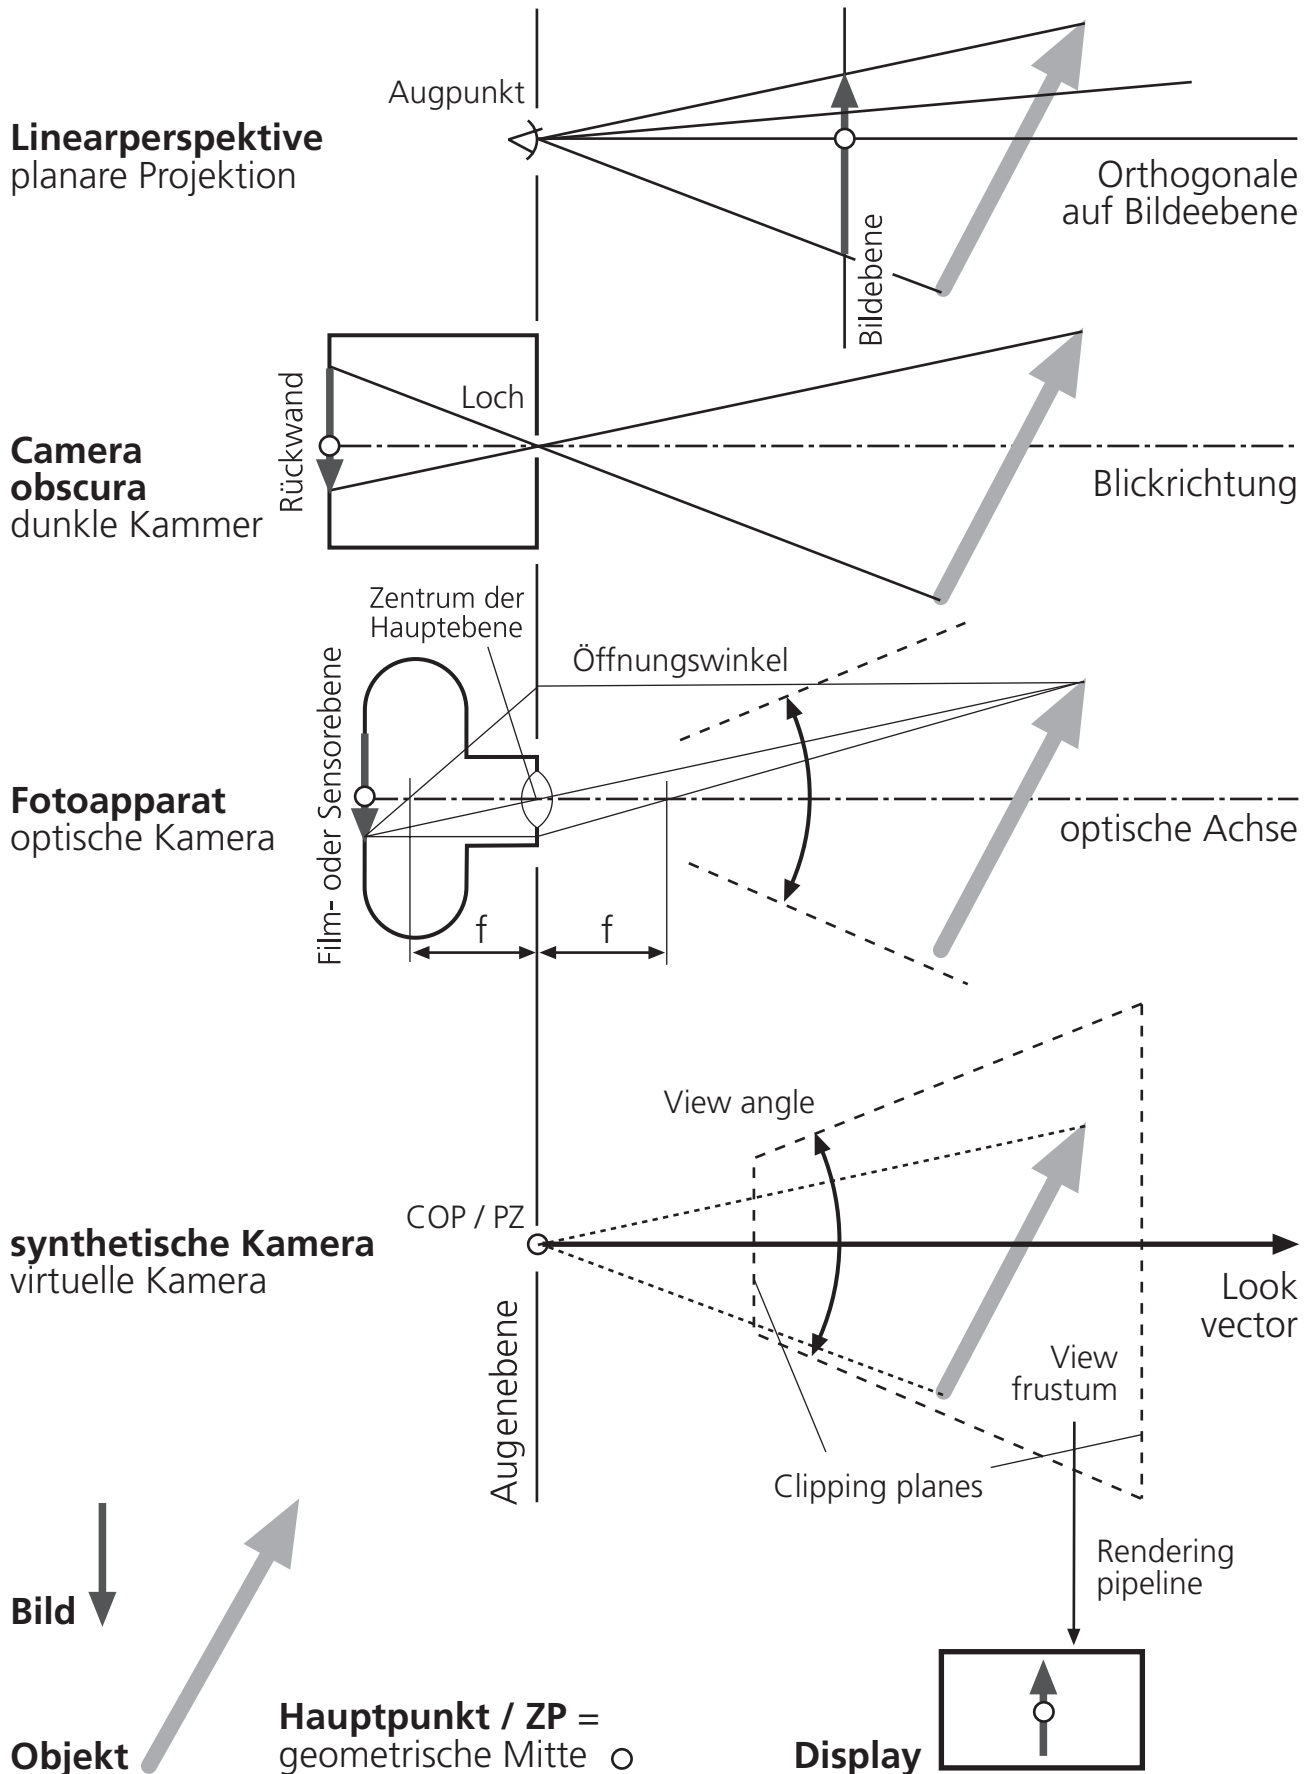 Augpunkt
Linearperspektive
planare Projektion
Orthogonale
auf Bildeebene
Bildebene
Rückwand
Loch
Camera
obscura
dunkle Kammer
Blickrichtung
Zentrum der
Hauptebene
Öffnungswinkel
Film- oder Sensorebene
Fotoapparat
optische Kamera
optische Achse
f
f
View angle
COP / PZ
synthetische Kamera
virtuelle Kamera
Look
vector
Augenebene
View
frustum
Clipping planes
Rendering
pipeline
Bild
Objekt
Hauptpunkt / ZP =
geometrische Mitte
Display